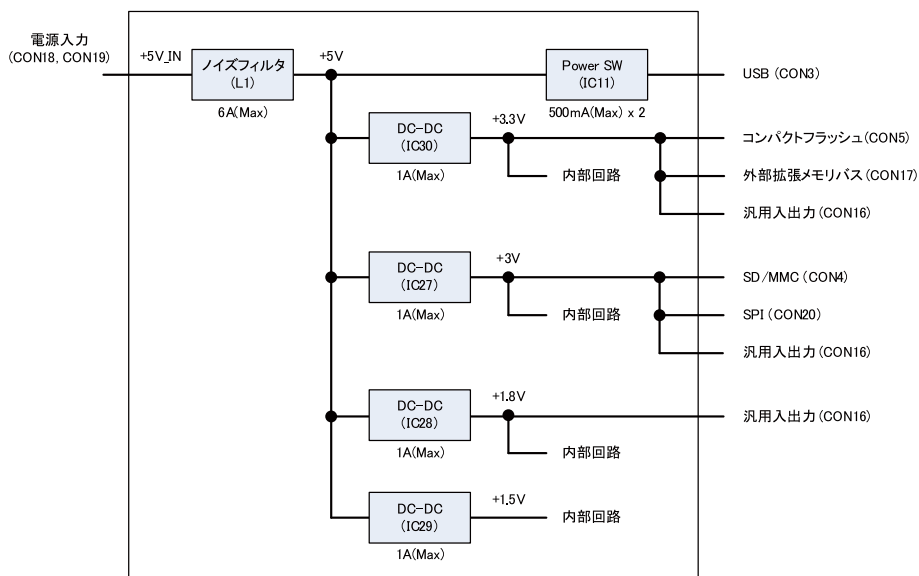 電源入力
(CON18, CON19)
+5V_IN
ノイズフィルタ
(L1)
6A(Max)
+5V
Power SW
(IC11)
500mA(Max) x 2
USB (CON3)
DC-DC
(IC30)
1A(Max)
+3.3V
内部回路
コンパクトフラッシュ(CON5)
外部拡張メモリバス(CON17)
汎用入出力(CON16)
DC-DC
(IC27)
1A(Max)
+3V
内部回路
SD/MMC (CON4)
SPI (CON20)
汎用入出力(CON16)
DC-DC
(IC28)
1A(Max)
+1.8V
内部回路
汎用入出力(CON16)
DC-DC
(IC29)
1A(Max)
+1.5V
内部回路